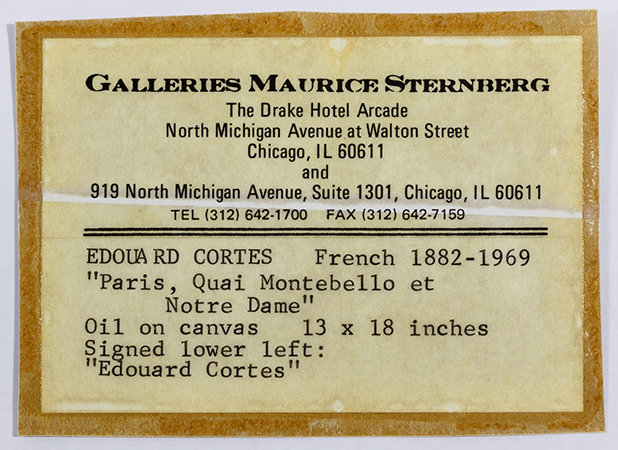 GALLERIES MAURICE STERNBERG
The Drake Hotel Arcade
North Michigan Avenue at Walton Street
Chicago, IL 60611
and
919 North Michigan Avenue, Suite 1301, Chicago, IL 60611
TEL (312) 642-1700 FAX (312) 642-7159
EDOUARD CORTES French 1882-1969
"Paris, Quai Montebello et
Notre Dame"
Oil on canvas 13 x 18 inches
Signed lower left:
"Edouard Cortes"